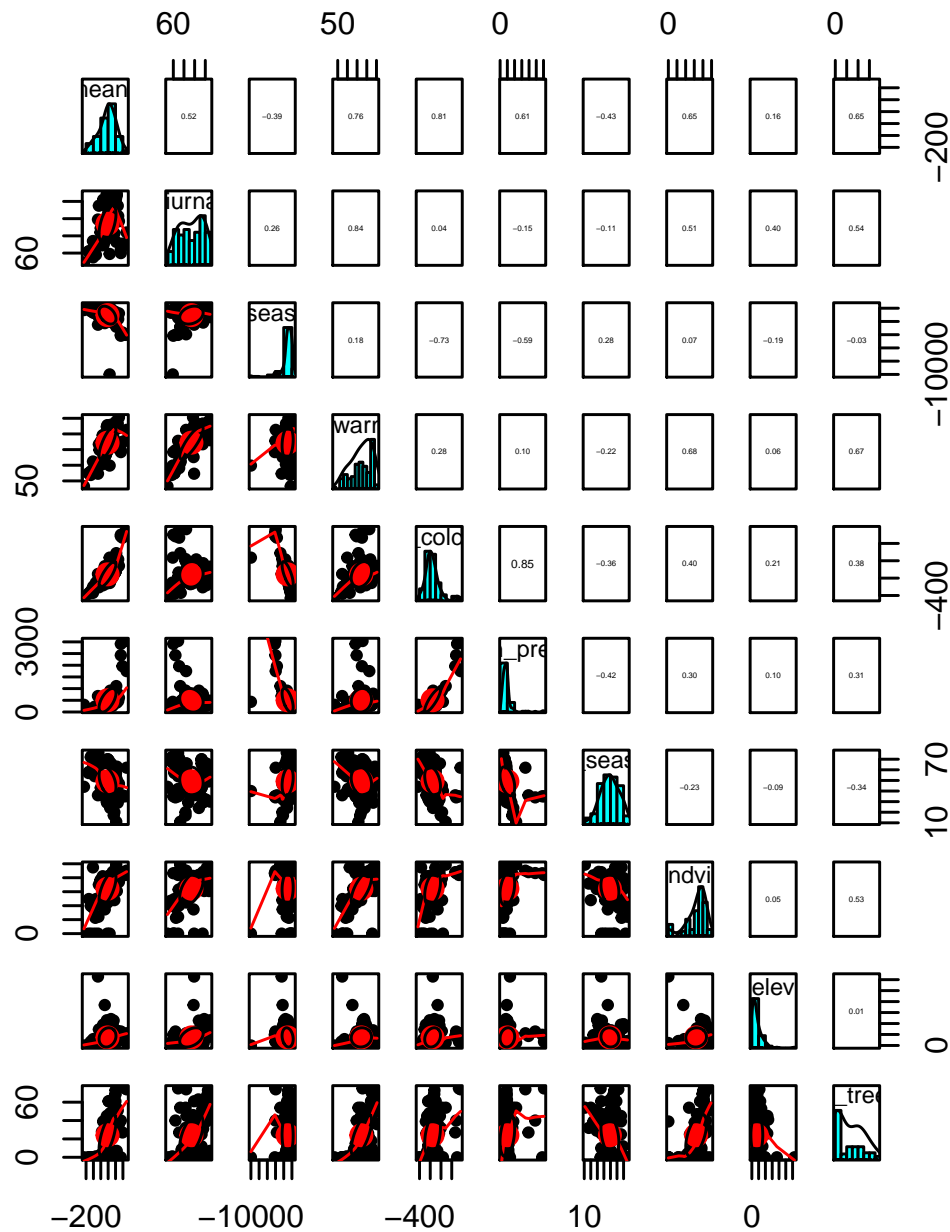 60 50 0 0 0
mean 0.52 −0.39 0.76 0.81 0.61 −0.43 0.65 0.16 0.65 −200
60 iurna 0.26 0.84 0.04 −0.15 −0.11 0.51 0.40 0.54
seas 0.18 −0.73 −0.59 0.28 0.07 −0.19 −0.03 −10000
50 warr 0.28 0.10 −0.22 0.68 0.06 0.67
_cold 0.85 −0.36 0.40 0.21 0.38 −400
0 3000 _pre −0.42 0.30 0.10 0.31
_seas −0.23 −0.09 −0.34 10 70
0 ndvi 0.05 0.53
elev 0.01 0
0 60 _tree
−200 −10000 −400 10 0